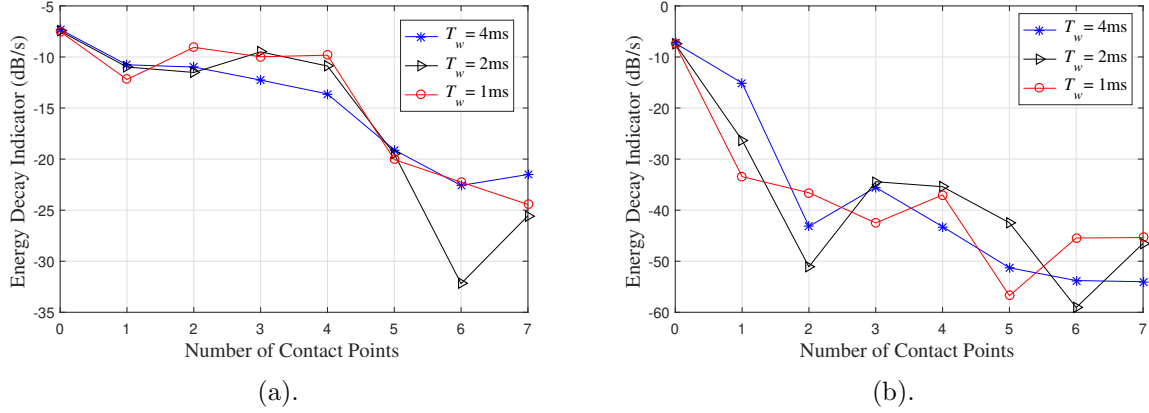 -5
-10
-15
-20
-25
-30
-35
0 1 2 3 4 5 6 7
Number of Contact Points
Energy Decay Indicator (dB/s)
T_w = 4ms
T_w = 2ms
T_w = 1ms
(a).
0
-10
-20
-30
-40
-50
-60
0 1 2 3 4 5 6 7
Number of Contact Points
Energy Decay Indicator (dB/s)
T_w = 4ms
T_w = 2ms
T_w = 1ms
(b).